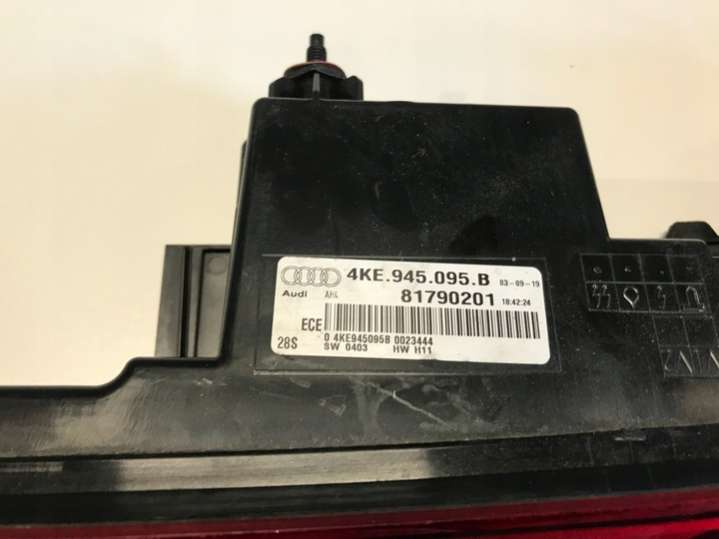 4KE.945.095.B 03-09-19
Audi AHL 81790201 18:42:24
ECE
0 4KE945095B 0023444
28S SW 0403 HW H11